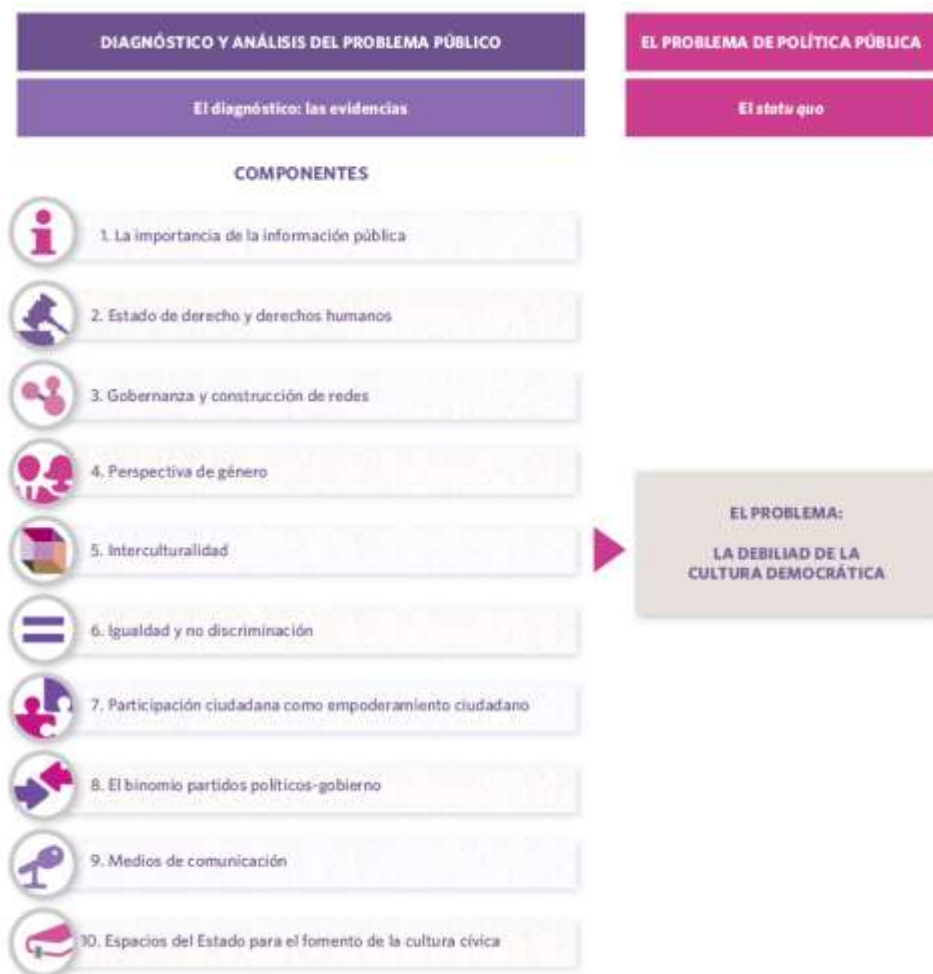 DIAGNÓSTICO Y ANÁLISIS DEL PROBLEMA PÚBLICO
El diagnóstico: las evidencias
EL PROBLEMA DE POLÍTICA PÚBLICA
El statu quo
COMPONENTES
1. La importancia de la información pública
2. Estado de derecho y derechos humanos
3. Gobernanza y construcción de redes
4. Perspectiva de género
5. Interculturalidad
6. Igualdad y no discriminación
7. Participación ciudadana como empoderamiento ciudadano
8. El binomio partidos políticos-gobierno
9. Medios de comunicación
10. Espacios del Estado para el fomento de la cultura cívica
EL PROBLEMA:
LA DEBILIAD DE LA
CULTURA DEMOCRÁTICA